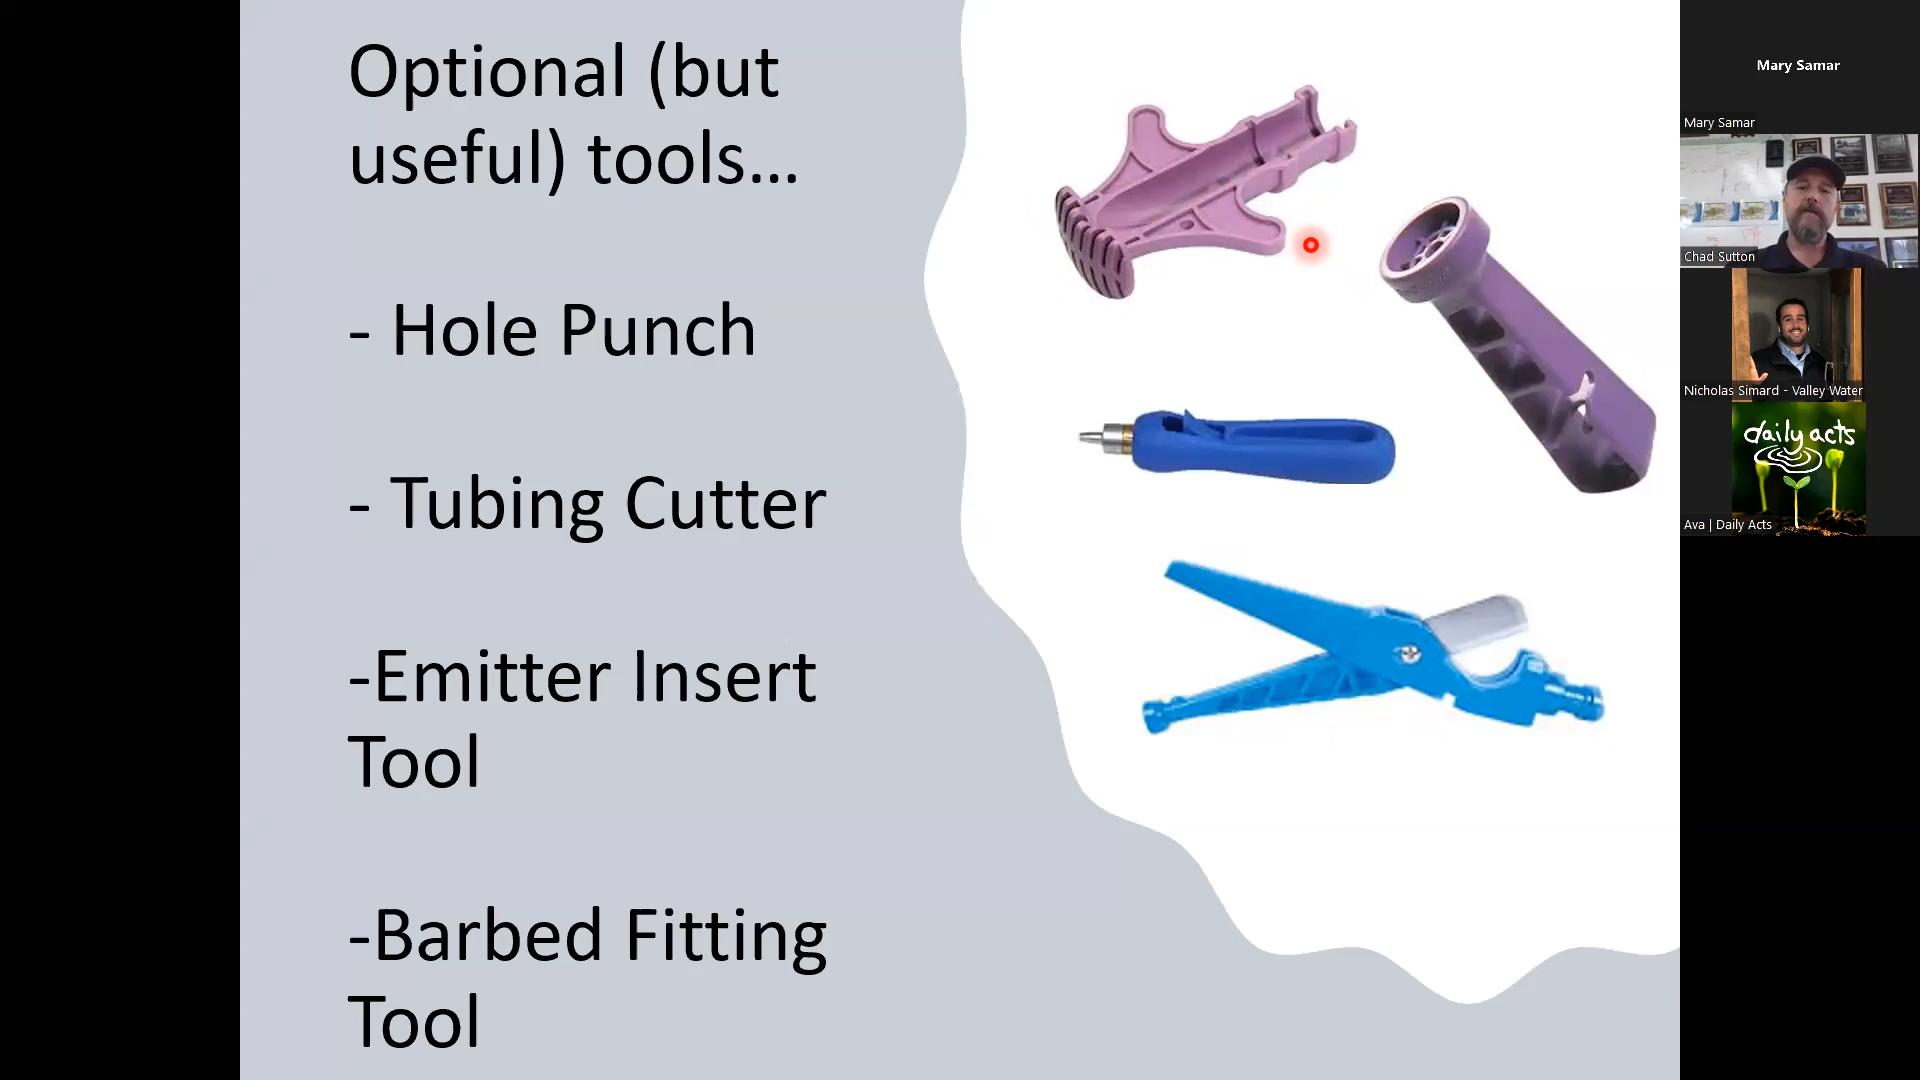 Optional (but
useful) tools...
- Hole Punch
- Tubing Cutter
-Emitter Insert
Tool
-Barbed Fitting
Tool
Mary Samar
Mary Samar
Chad Sutton
Nicholas Simard - Valley Water
daily acts
Ava | Daily Acts